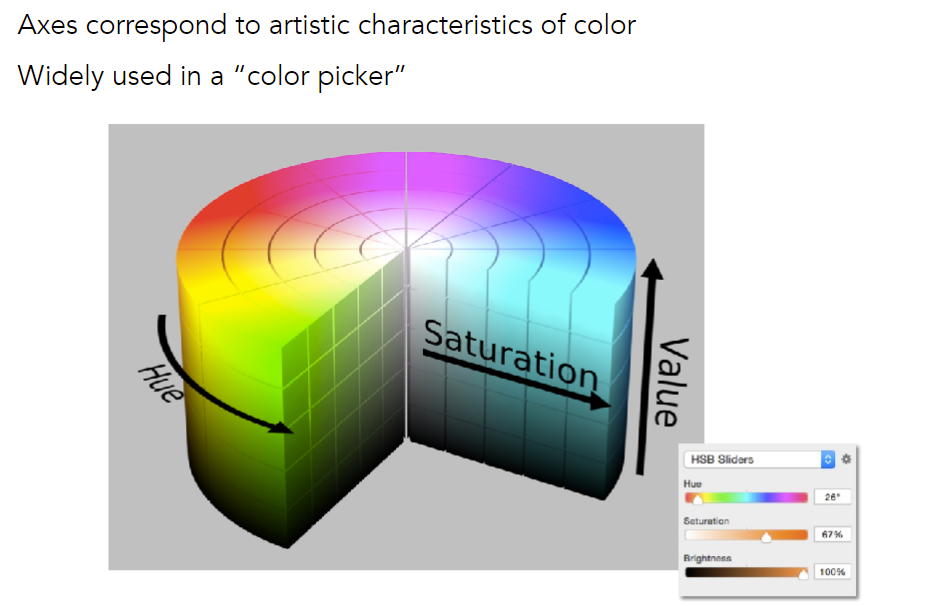 Axes correspond to artistic characteristics of color
Widely used in a “color picker”
Hue
Saturation
Value
HSB Sliders
Hue
26°
Saturation
67%
Brightness
100%